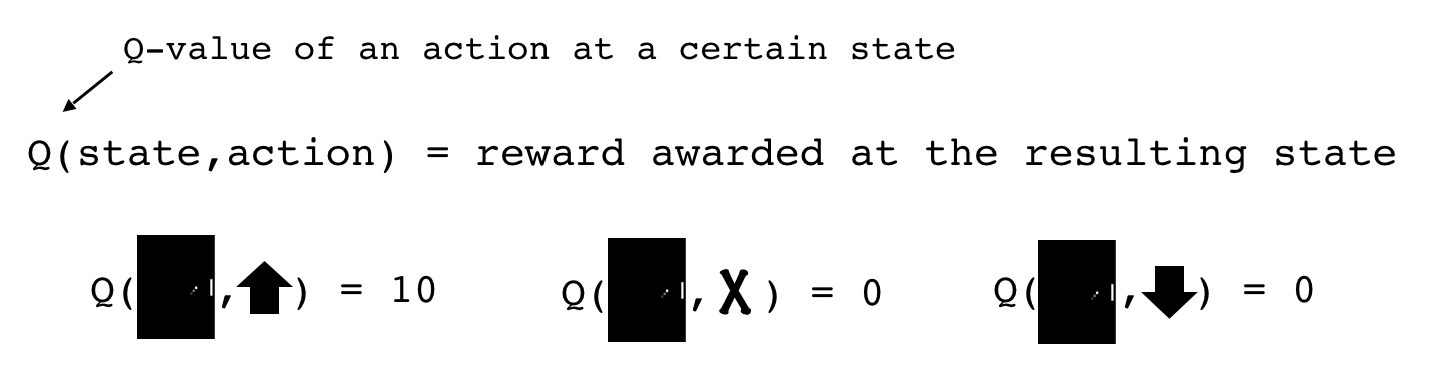 Q-value of an action at a certain state
Q(state,action) = reward awarded at the resulting state
Q( , ) = 10 Q( , X ) = 0 Q( , ) = 0